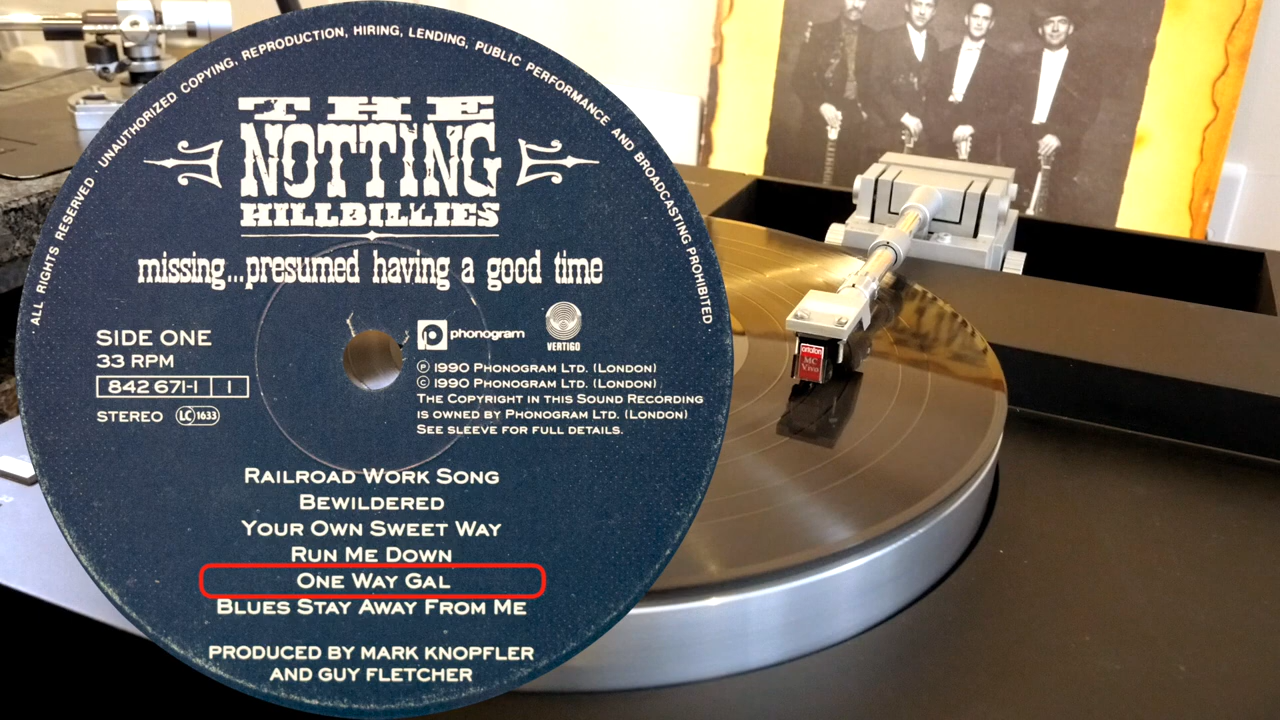 ALL RIGHTS RESERVED · UNAUTHORIZED COPYING, REPRODUCTION, HIRING, LENDING, PUBLIC PERFORMANCE AND BROADCASTING PROHIBITED
THE
NOTTING
HILLBILLIES
missing...presumed having a good time
SIDE ONE
33 RPM
842 671-1 1
STEREO LC 1633
phonogram
VERTIGO
Ⓟ 1990 PHONOGRAM LTD. (LONDON)
© 1990 PHONOGRAM LTD. (LONDON)
THE COPYRIGHT IN THIS SOUND RECORDING
IS OWNED BY PHONOGRAM LTD. (LONDON)
SEE SLEEVE FOR FULL DETAILS.
RAILROAD WORK SONG
BEWILDERED
YOUR OWN SWEET WAY
RUN ME DOWN
ONE WAY GAL
BLUES STAY AWAY FROM ME
PRODUCED BY MARK KNOPFLER
AND GUY FLETCHER
ortofon
MC
Vivo